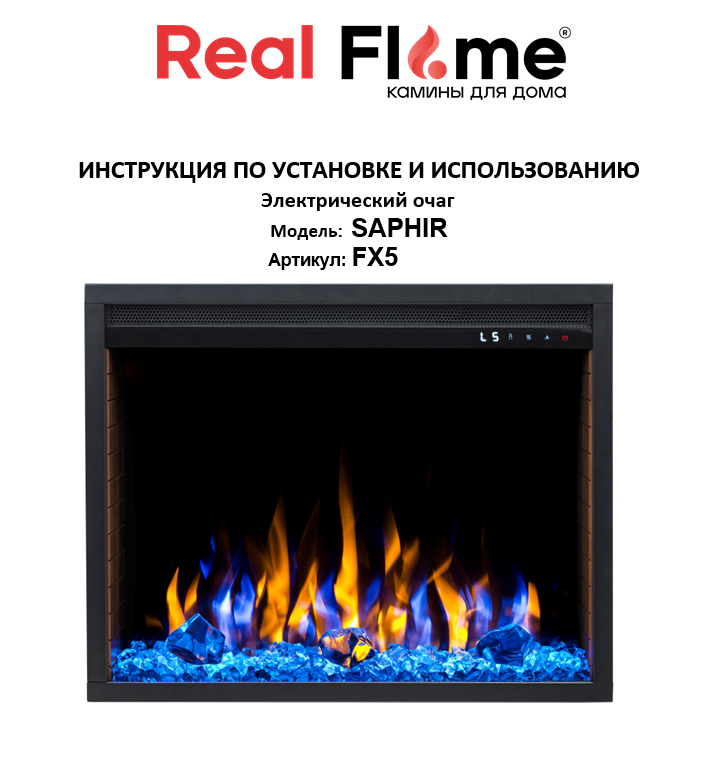 Real Flame®
камины для дома
ИНСТРУКЦИЯ ПО УСТАНОВКЕ И ИСПОЛЬЗОВАНИЮ
Электрический очаг
Модель: SAPHIR
Артикул: FX5
L5